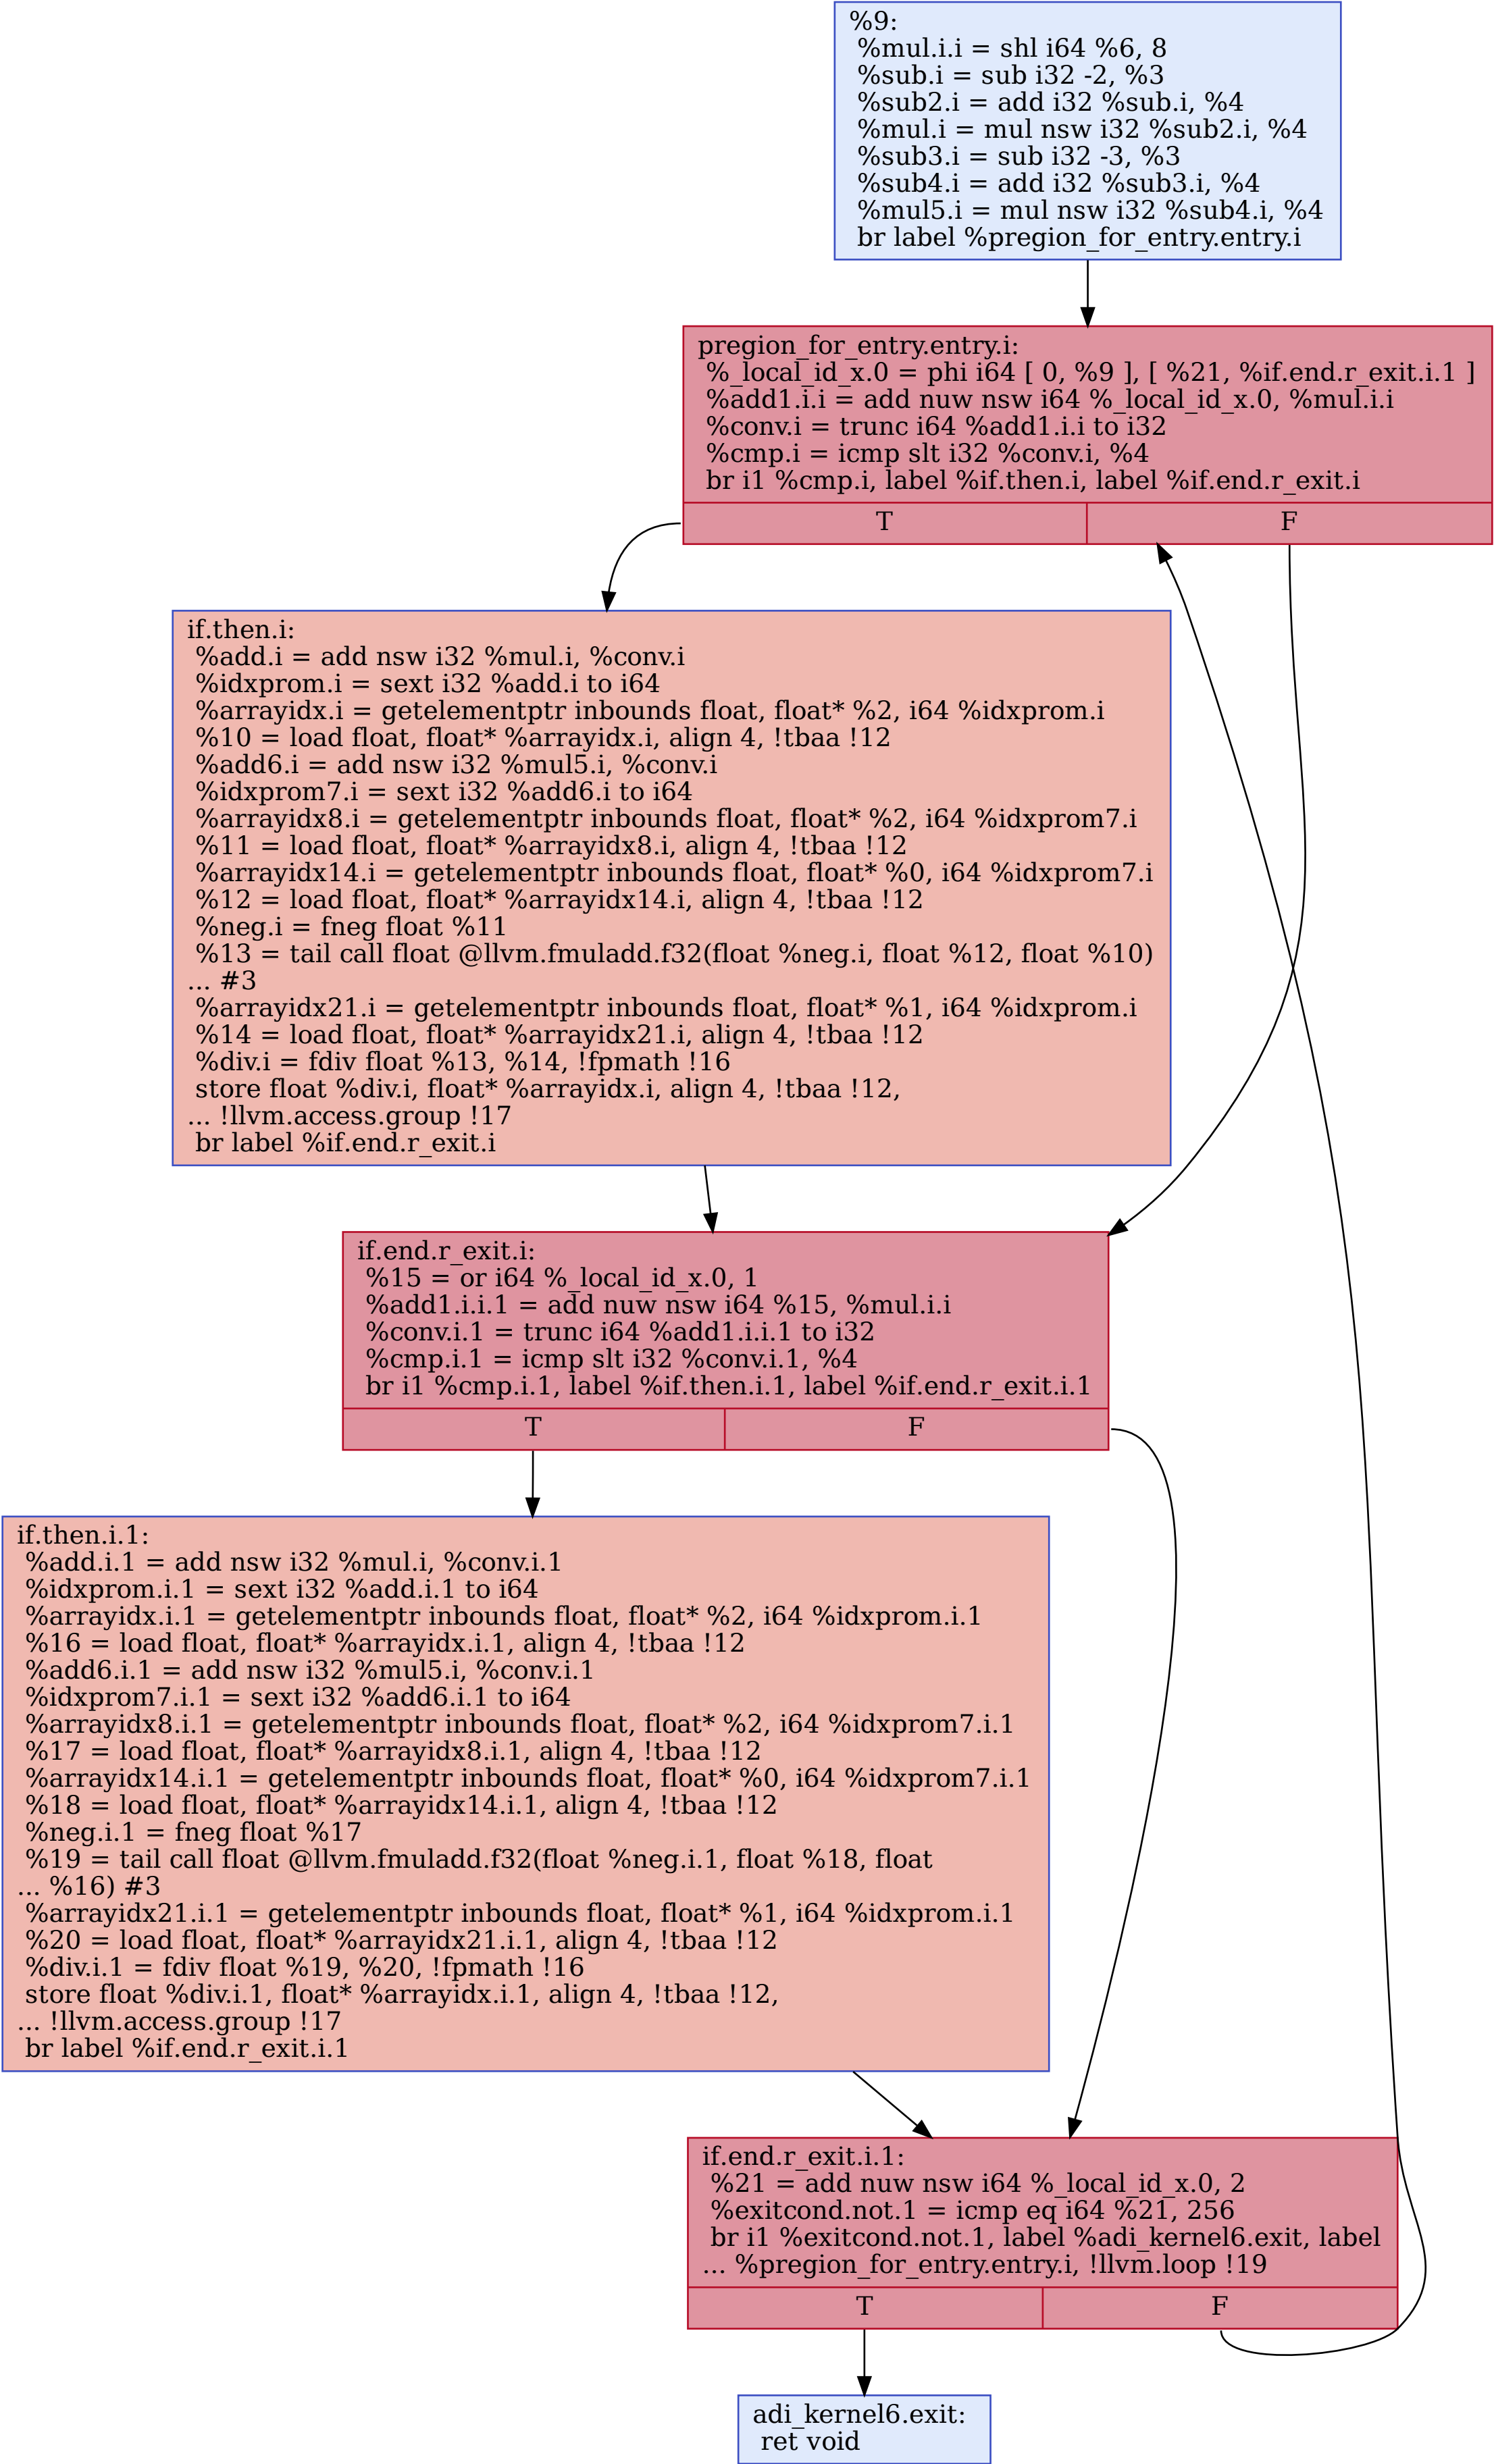 %9:
%mul.i.i = shl i64 %6, 8
%sub.i = sub i32 -2, %3
%sub2.i = add i32 %sub.i, %4
%mul.i = mul nsw i32 %sub2.i, %4
%sub3.i = sub i32 -3, %3
%sub4.i = add i32 %sub3.i, %4
%mul5.i = mul nsw i32 %sub4.i, %4
br label %pregion_for_entry.entry.i
pregion_for_entry.entry.i:
%_local_id_x.0 = phi i64 [ 0, %9 ], [ %21, %if.end.r_exit.i.1 ]
%add1.i.i = add nuw nsw i64 %_local_id_x.0, %mul.i.i
%conv.i = trunc i64 %add1.i.i to i32
%cmp.i = icmp slt i32 %conv.i, %4
br i1 %cmp.i, label %if.then.i, label %if.end.r_exit.i
T F
if.then.i:
%add.i = add nsw i32 %mul.i, %conv.i
%idxprom.i = sext i32 %add.i to i64
%arrayidx.i = getelementptr inbounds float, float* %2, i64 %idxprom.i
%10 = load float, float* %arrayidx.i, align 4, !tbaa !12
%add6.i = add nsw i32 %mul5.i, %conv.i
%idxprom7.i = sext i32 %add6.i to i64
%arrayidx8.i = getelementptr inbounds float, float* %2, i64 %idxprom7.i
%11 = load float, float* %arrayidx8.i, align 4, !tbaa !12
%arrayidx14.i = getelementptr inbounds float, float* %0, i64 %idxprom7.i
%12 = load float, float* %arrayidx14.i, align 4, !tbaa !12
%neg.i = fneg float %11
%13 = tail call float @llvm.fmuladd.f32(float %neg.i, float %12, float %10)
... #3
%arrayidx21.i = getelementptr inbounds float, float* %1, i64 %idxprom.i
%14 = load float, float* %arrayidx21.i, align 4, !tbaa !12
%div.i = fdiv float %13, %14, !fpmath !16
store float %div.i, float* %arrayidx.i, align 4, !tbaa !12,
... !llvm.access.group !17
br label %if.end.r_exit.i
if.end.r_exit.i:
%15 = or i64 %_local_id_x.0, 1
%add1.i.i.1 = add nuw nsw i64 %15, %mul.i.i
%conv.i.1 = trunc i64 %add1.i.i.1 to i32
%cmp.i.1 = icmp slt i32 %conv.i.1, %4
br i1 %cmp.i.1, label %if.then.i.1, label %if.end.r_exit.i.1
T F
if.then.i.1:
%add.i.1 = add nsw i32 %mul.i, %conv.i.1
%idxprom.i.1 = sext i32 %add.i.1 to i64
%arrayidx.i.1 = getelementptr inbounds float, float* %2, i64 %idxprom.i.1
%16 = load float, float* %arrayidx.i.1, align 4, !tbaa !12
%add6.i.1 = add nsw i32 %mul5.i, %conv.i.1
%idxprom7.i.1 = sext i32 %add6.i.1 to i64
%arrayidx8.i.1 = getelementptr inbounds float, float* %2, i64 %idxprom7.i.1
%17 = load float, float* %arrayidx8.i.1, align 4, !tbaa !12
%arrayidx14.i.1 = getelementptr inbounds float, float* %0, i64 %idxprom7.i.1
%18 = load float, float* %arrayidx14.i.1, align 4, !tbaa !12
%neg.i.1 = fneg float %17
%19 = tail call float @llvm.fmuladd.f32(float %neg.i.1, float %18, float
... %16) #3
%arrayidx21.i.1 = getelementptr inbounds float, float* %1, i64 %idxprom.i.1
%20 = load float, float* %arrayidx21.i.1, align 4, !tbaa !12
%div.i.1 = fdiv float %19, %20, !fpmath !16
store float %div.i.1, float* %arrayidx.i.1, align 4, !tbaa !12,
... !llvm.access.group !17
br label %if.end.r_exit.i.1
if.end.r_exit.i.1:
%21 = add nuw nsw i64 %_local_id_x.0, 2
%exitcond.not.1 = icmp eq i64 %21, 256
br i1 %exitcond.not.1, label %adi_kernel6.exit, label
... %pregion_for_entry.entry.i, !llvm.loop !19
T F
adi_kernel6.exit:
ret void